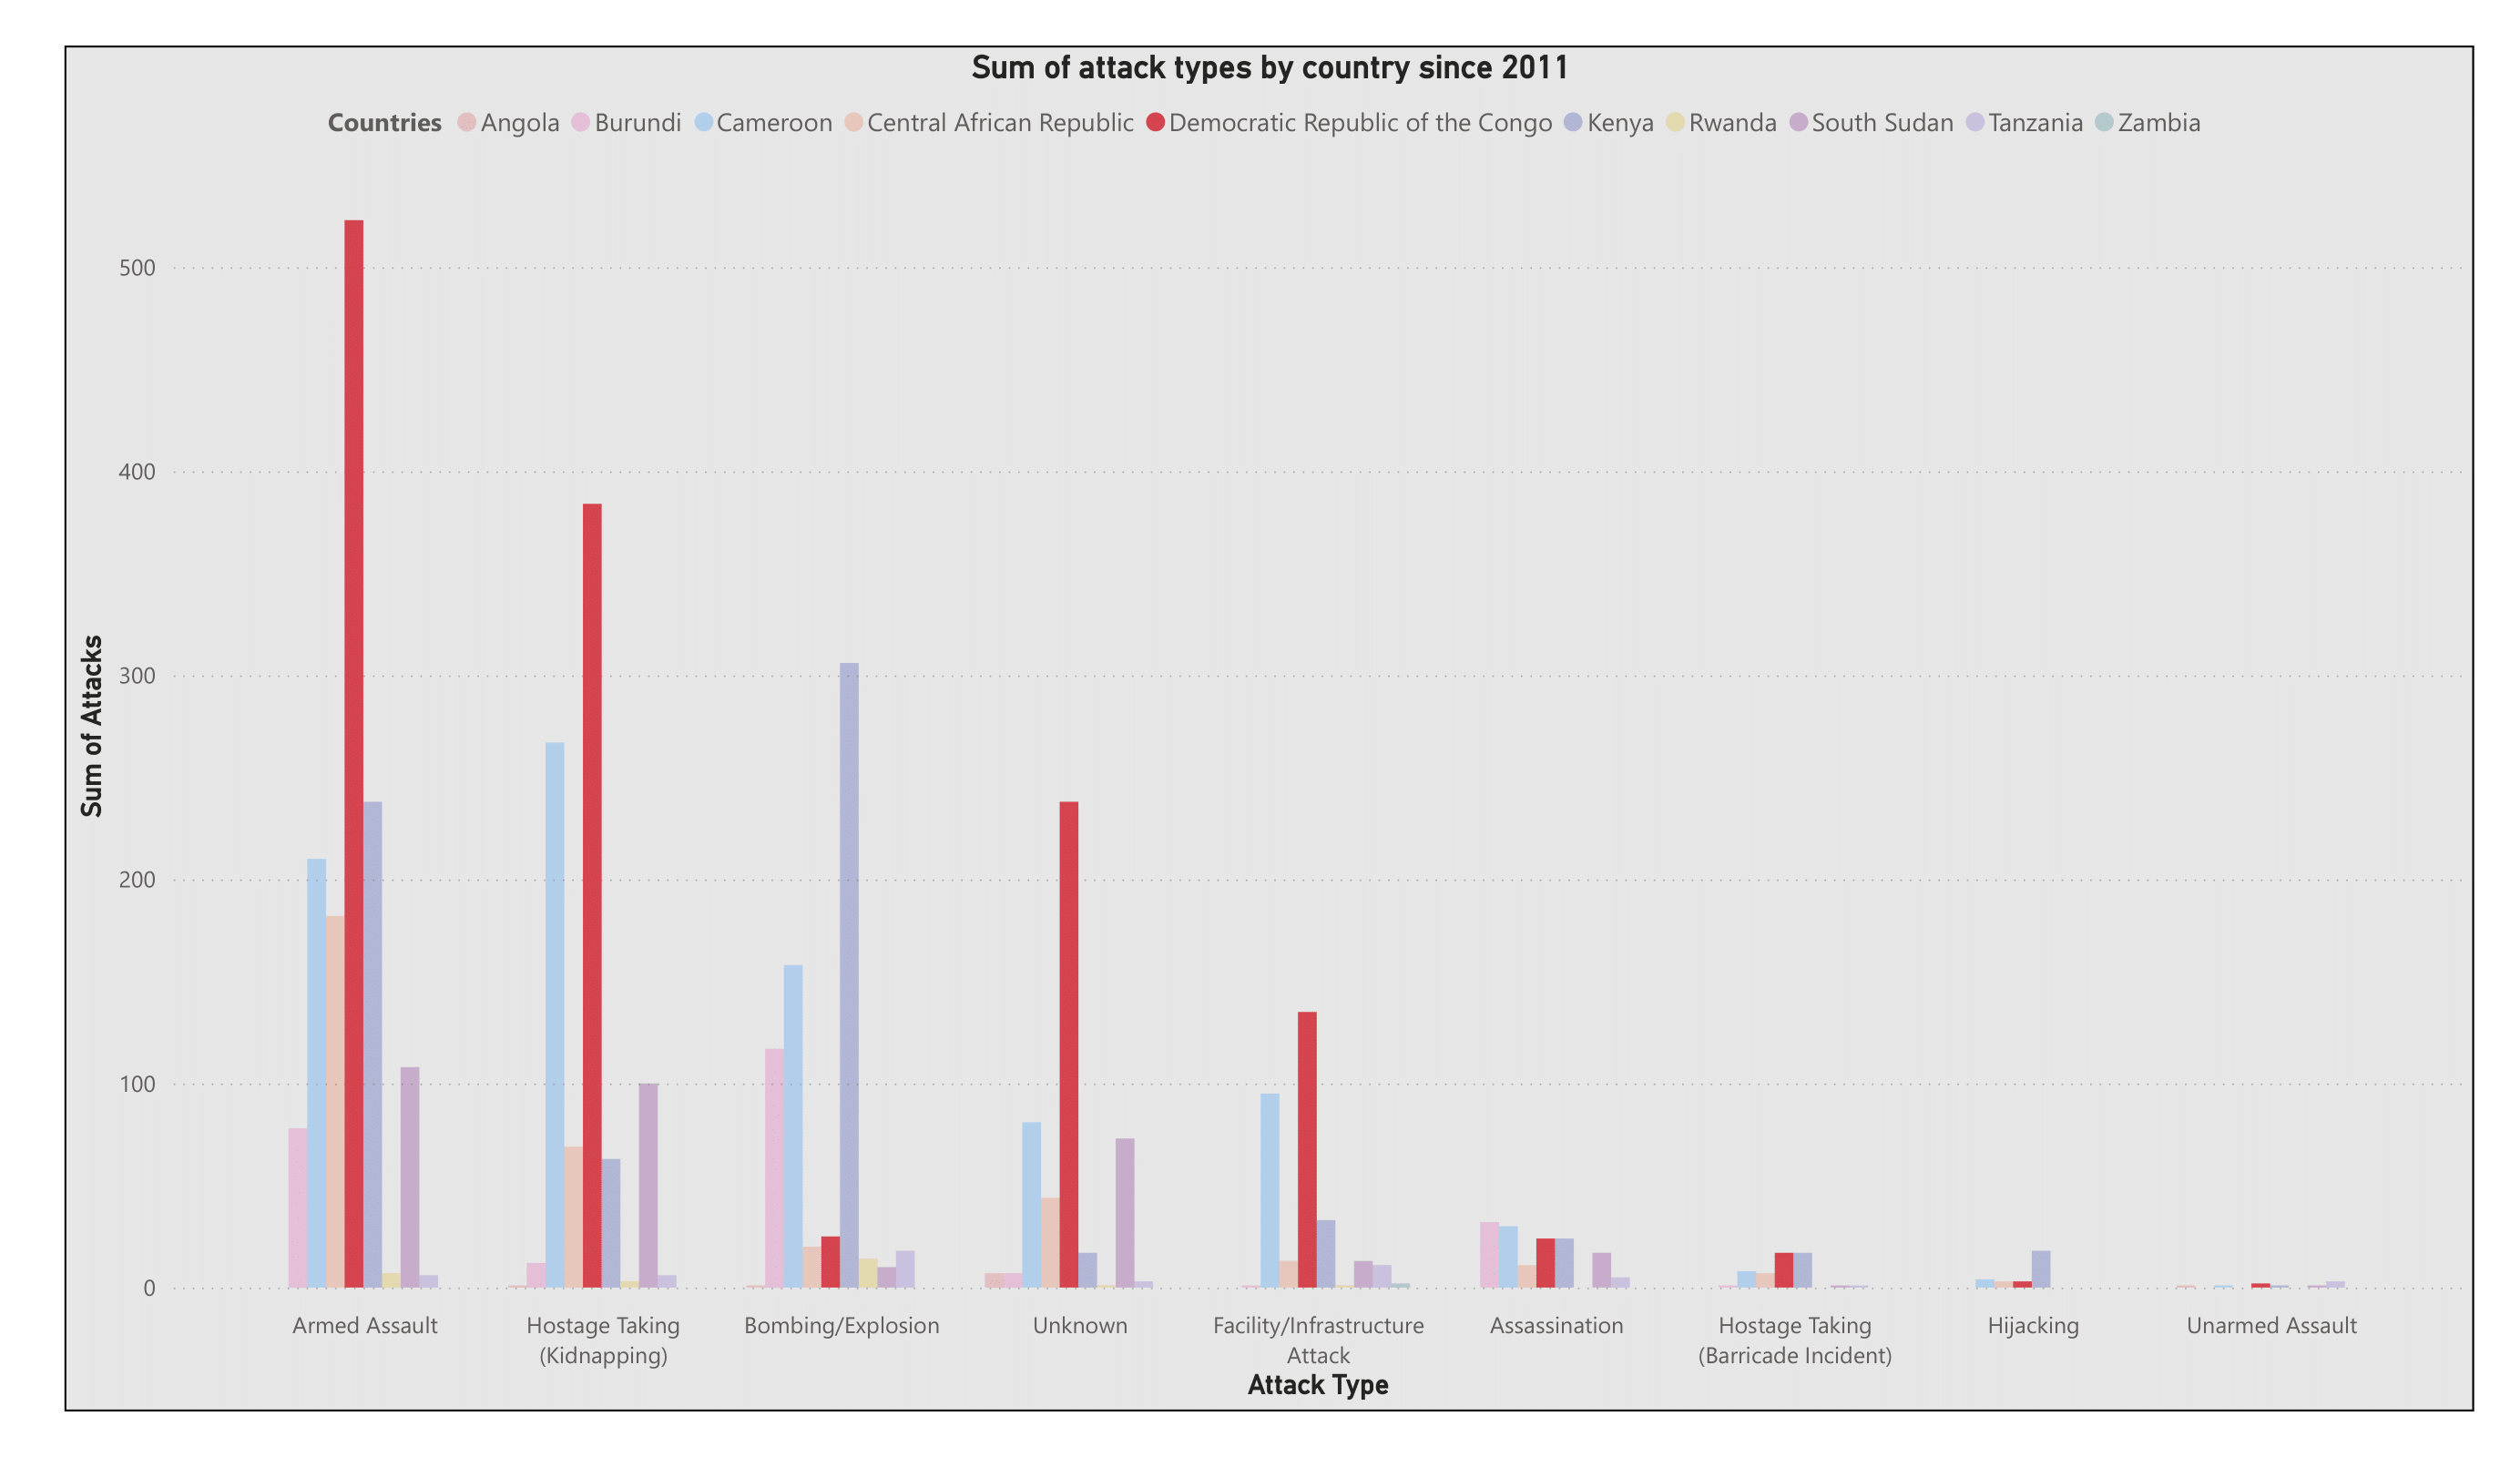 Sum of attack types by country since 2011
Countries Angola Burundi Cameroon Central African Republic Democratic Republic of the Congo Kenya Rwanda South Sudan Tanzania Zambia
500
400
300
200
100
0
Sum of Attacks
Armed Assault
Hostage Taking
(Kidnapping)
Bombing/Explosion
Unknown
Facility/Infrastructure
Attack
Assassination
Hostage Taking
(Barricade Incident)
Hijacking
Unarmed Assault
Attack Type